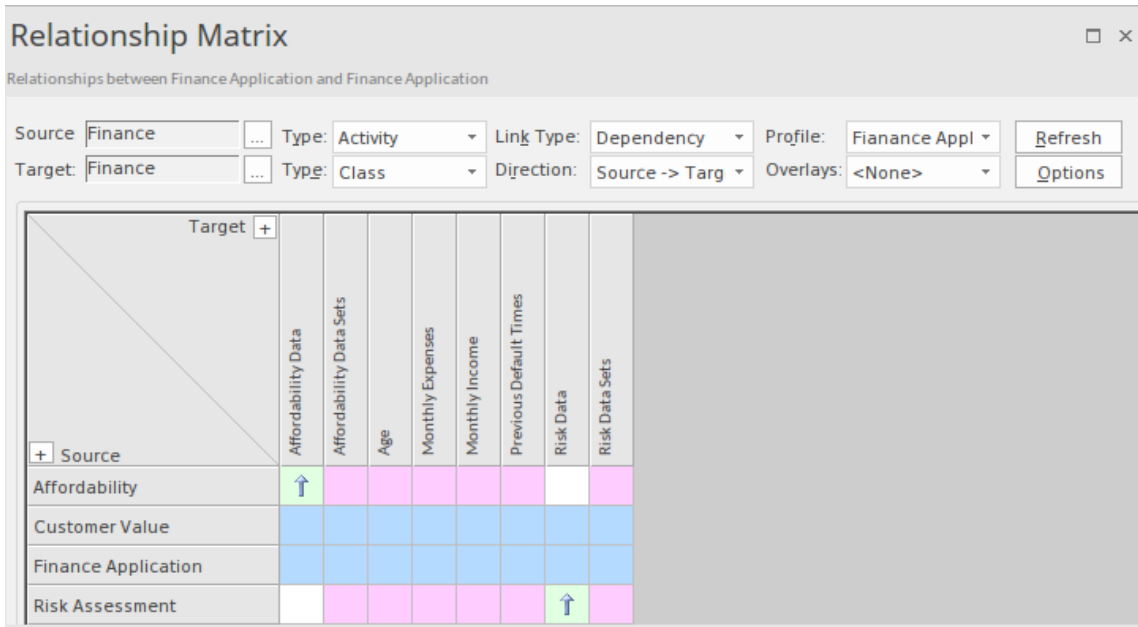 Relationship Matrix
Relationships between Finance Application and Finance Application
Source Finance ... Type: Activity Link Type: Dependency Profile: Fianance Appl Refresh
Target: Finance ... Type: Class Direction: Source -> Targ Overlays: <None> Options
Target +
Affordability Data
Affordability Data Sets
Age
Monthly Expenses
Monthly Income
Previous Default Times
Risk Data
Risk Data Sets
+ Source
Affordability
Customer Value
Finance Application
Risk Assessment